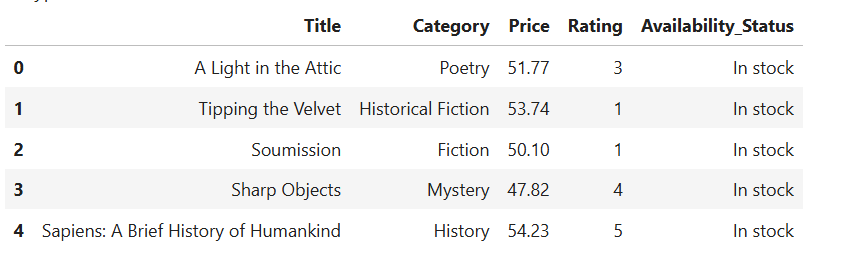 Title Category Price Rating Availability_Status
0 A Light in the Attic Poetry 51.77 3 In stock
1 Tipping the Velvet Historical Fiction 53.74 1 In stock
2 Soumission Fiction 50.10 1 In stock
3 Sharp Objects Mystery 47.82 4 In stock
4 Sapiens: A Brief History of Humankind History 54.23 5 In stock